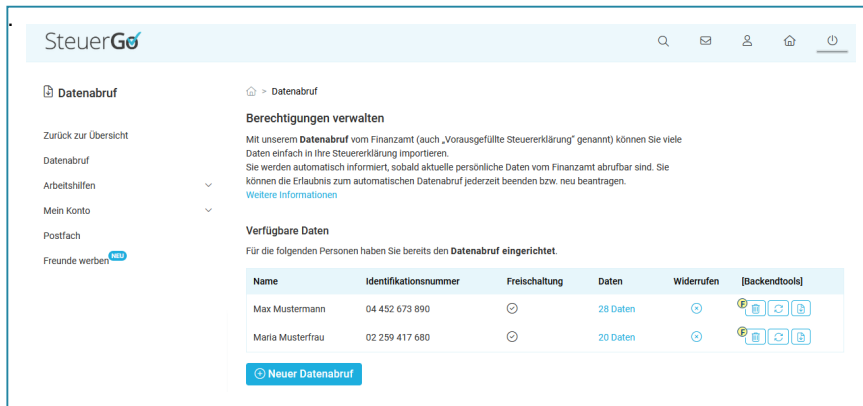 SteuerGo
Datenabruf
Zurück zur Übersicht
Datenabruf
Arbeitshilfen
Mein Konto
Postfach
Freunde werben NEU
> Datenabruf
Berechtigungen verwalten
Mit unserem Datenabruf vom Finanzamt (auch „Vorausgefüllte Steuererklärung" genannt) können Sie viele
Daten einfach in Ihre Steuererklärung importieren.
Sie werden automatisch informiert, sobald aktuelle persönliche Daten vom Finanzamt abrufbar sind. Sie
können die Erlaubnis zum automatischen Datenabruf jederzeit beenden bzw. neu beantragen.
Weitere Informationen
Verfügbare Daten
Für die folgenden Personen haben Sie bereits den Datenabruf eingerichtet.
Name Identifikationsnummer Freischaltung Daten Widerrufen [Backendtools]
Max Mustermann 04 452 673 890 28 Daten F
Maria Musterfrau 02 259 417 680 20 Daten F
Neuer Datenabruf